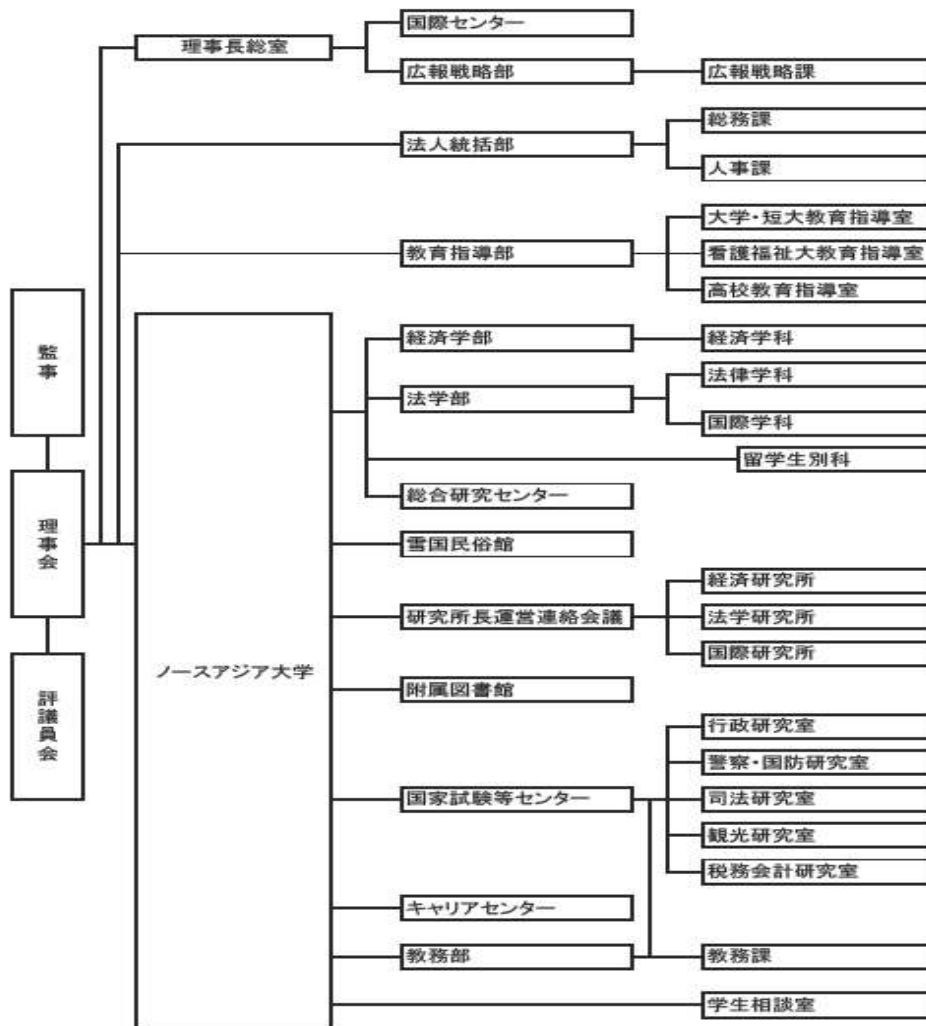 国際センター
理事長総室
広報戦略部
広報戦略課
総務課
法人統括部
人事課
大学・短大教育指導室
教育指導部
看護福祉大教育指導室
高校教育指導室
監事
経済学部
経済学科
法律学科
法学部
国際学科
留学生別科
総合研究センター
理事会
雪国民俗館
経済研究所
研究所長運営連絡会議
法学研究所
国際研究所
ノースアジア大学
附属図書館
評議員会
行政研究室
警察・国防研究室
国家試験等センター
司法研究室
観光研究室
税務会計研究室
キャリアセンター
教務部
教務課
学生相談室